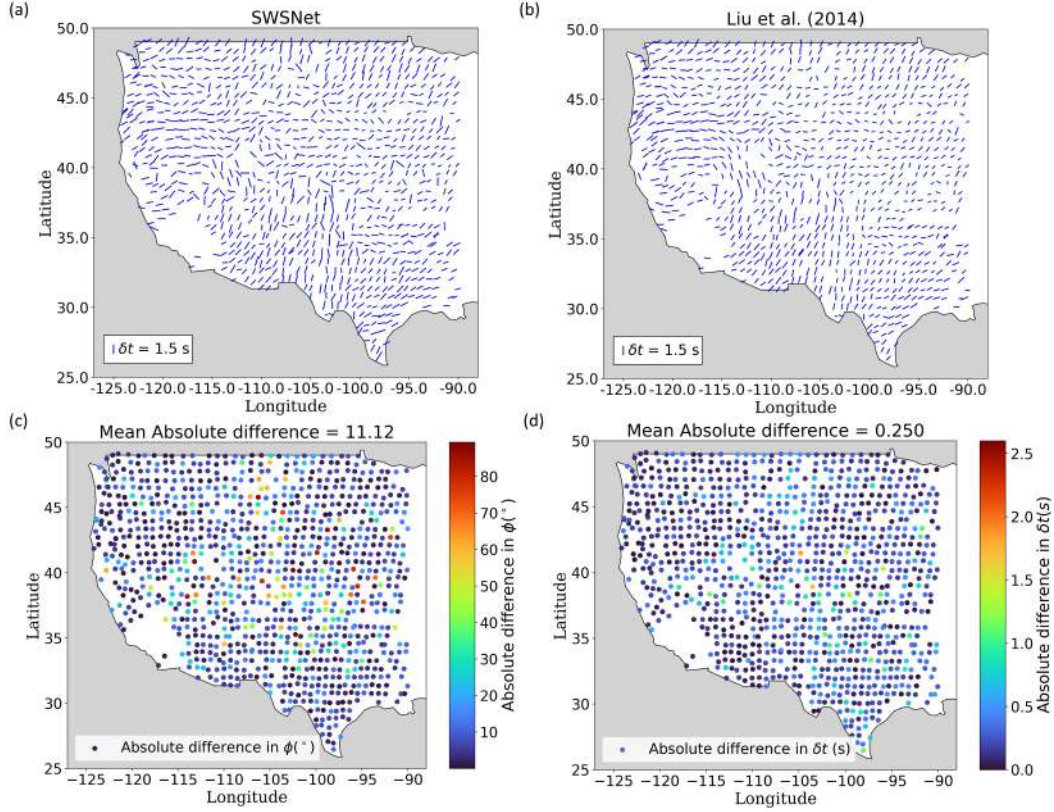 (a)
SWSNet
50.0
45.0
40.0
35.0
30.0
25.0
Latitude
δt = 1.5 s
-125.0 -120.0 -115.0 -110.0 -105.0 -100.0 -95.0 -90.0
Longitude
(b)
Liu et al. (2014)
50.0
45.0
40.0
35.0
30.0
25.0
Latitude
δt = 1.5 s
-125.0 -120.0 -115.0 -110.0 -105.0 -100.0 -95.0 -90.0
Longitude
(c)
Mean Absolute difference = 11.12
50
45
40
35
30
25
Latitude
Absolute difference in ϕ(°)
−125 −120 −115 −110 −105 −100 −95 −90
Longitude
80
70
60
50
40
30
20
10
Absolute difference in ϕ(°)
(d)
Mean Absolute difference = 0.250
50
45
40
35
30
25
Latitude
Absolute difference in δt (s)
−125 −120 −115 −110 −105 −100 −95 −90
Longitude
2.5
2.0
1.5
1.0
0.5
0.0
Absolute difference in δt(s)